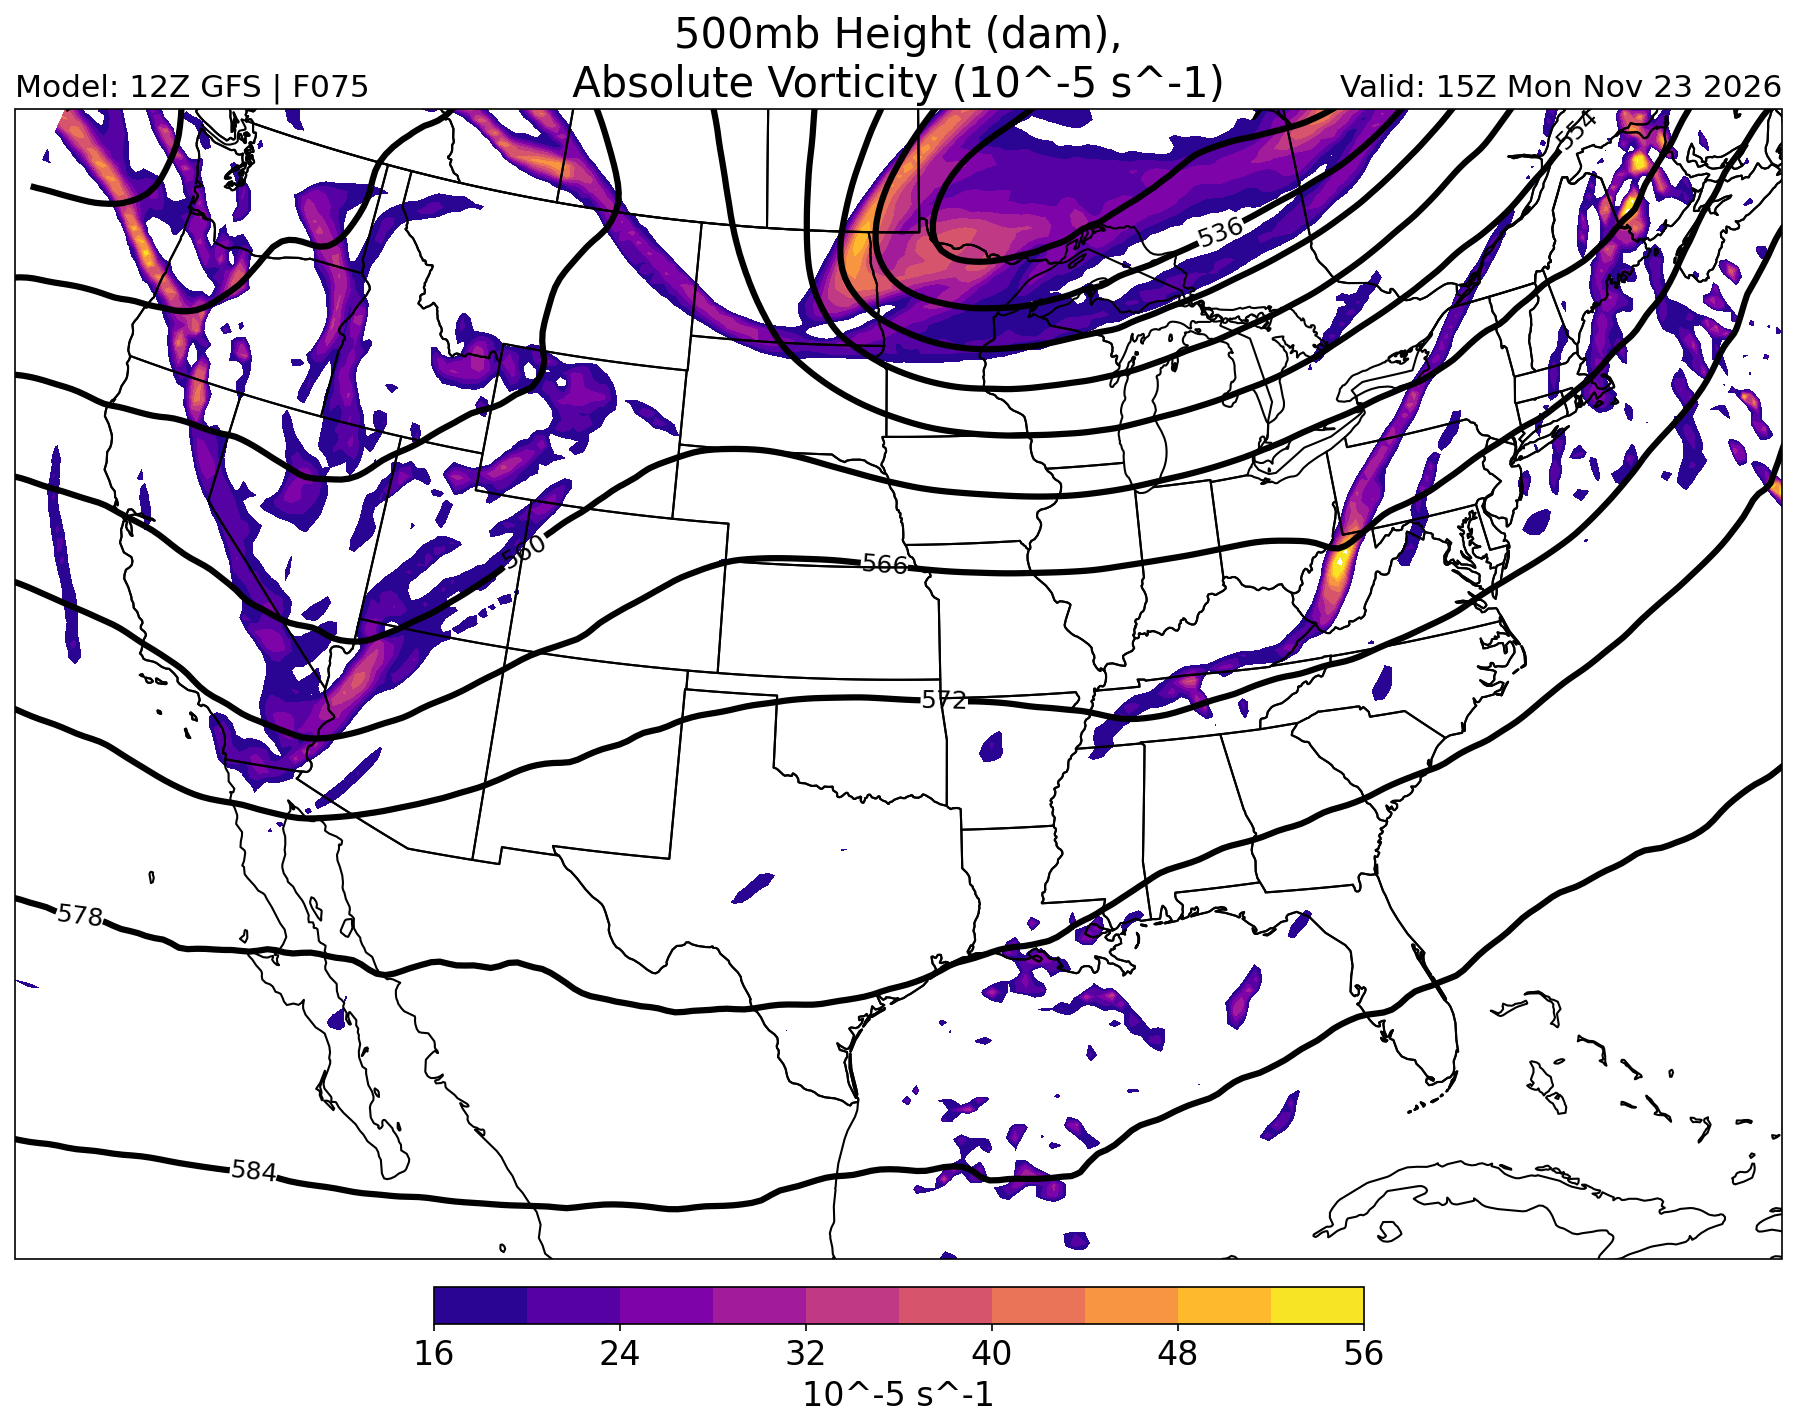 500mb Height (dam),
Model: 12Z GFS | F075
Absolute Vorticity (10^-5 s^-1)
Valid: 15Z Mon Nov 23 2026
554
536
560
566
572
578
584
16 24 32 40 48 56
10^-5 s^-1